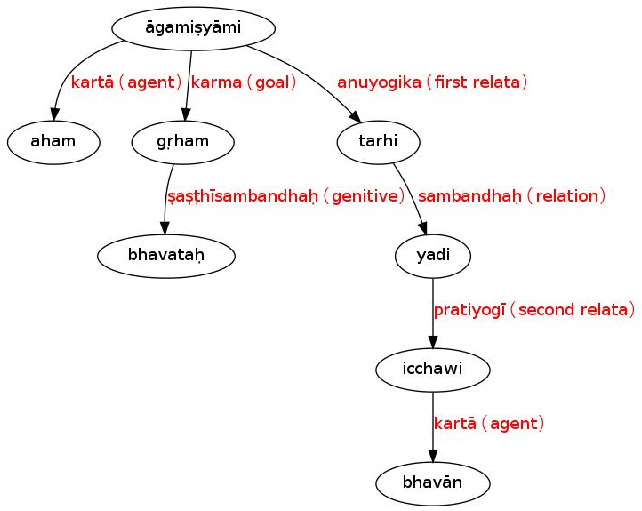 āgamiṣyāmi
kartā (agent) karma (goal) anuyogika (first relata)
aham gṛham tarhi
ṣaṣṭhīsambandhaḥ (genitive) sambandhaḥ (relation)
bhavataḥ yadi
pratiyogī (second relata)
icchawi
kartā (agent)
bhavān